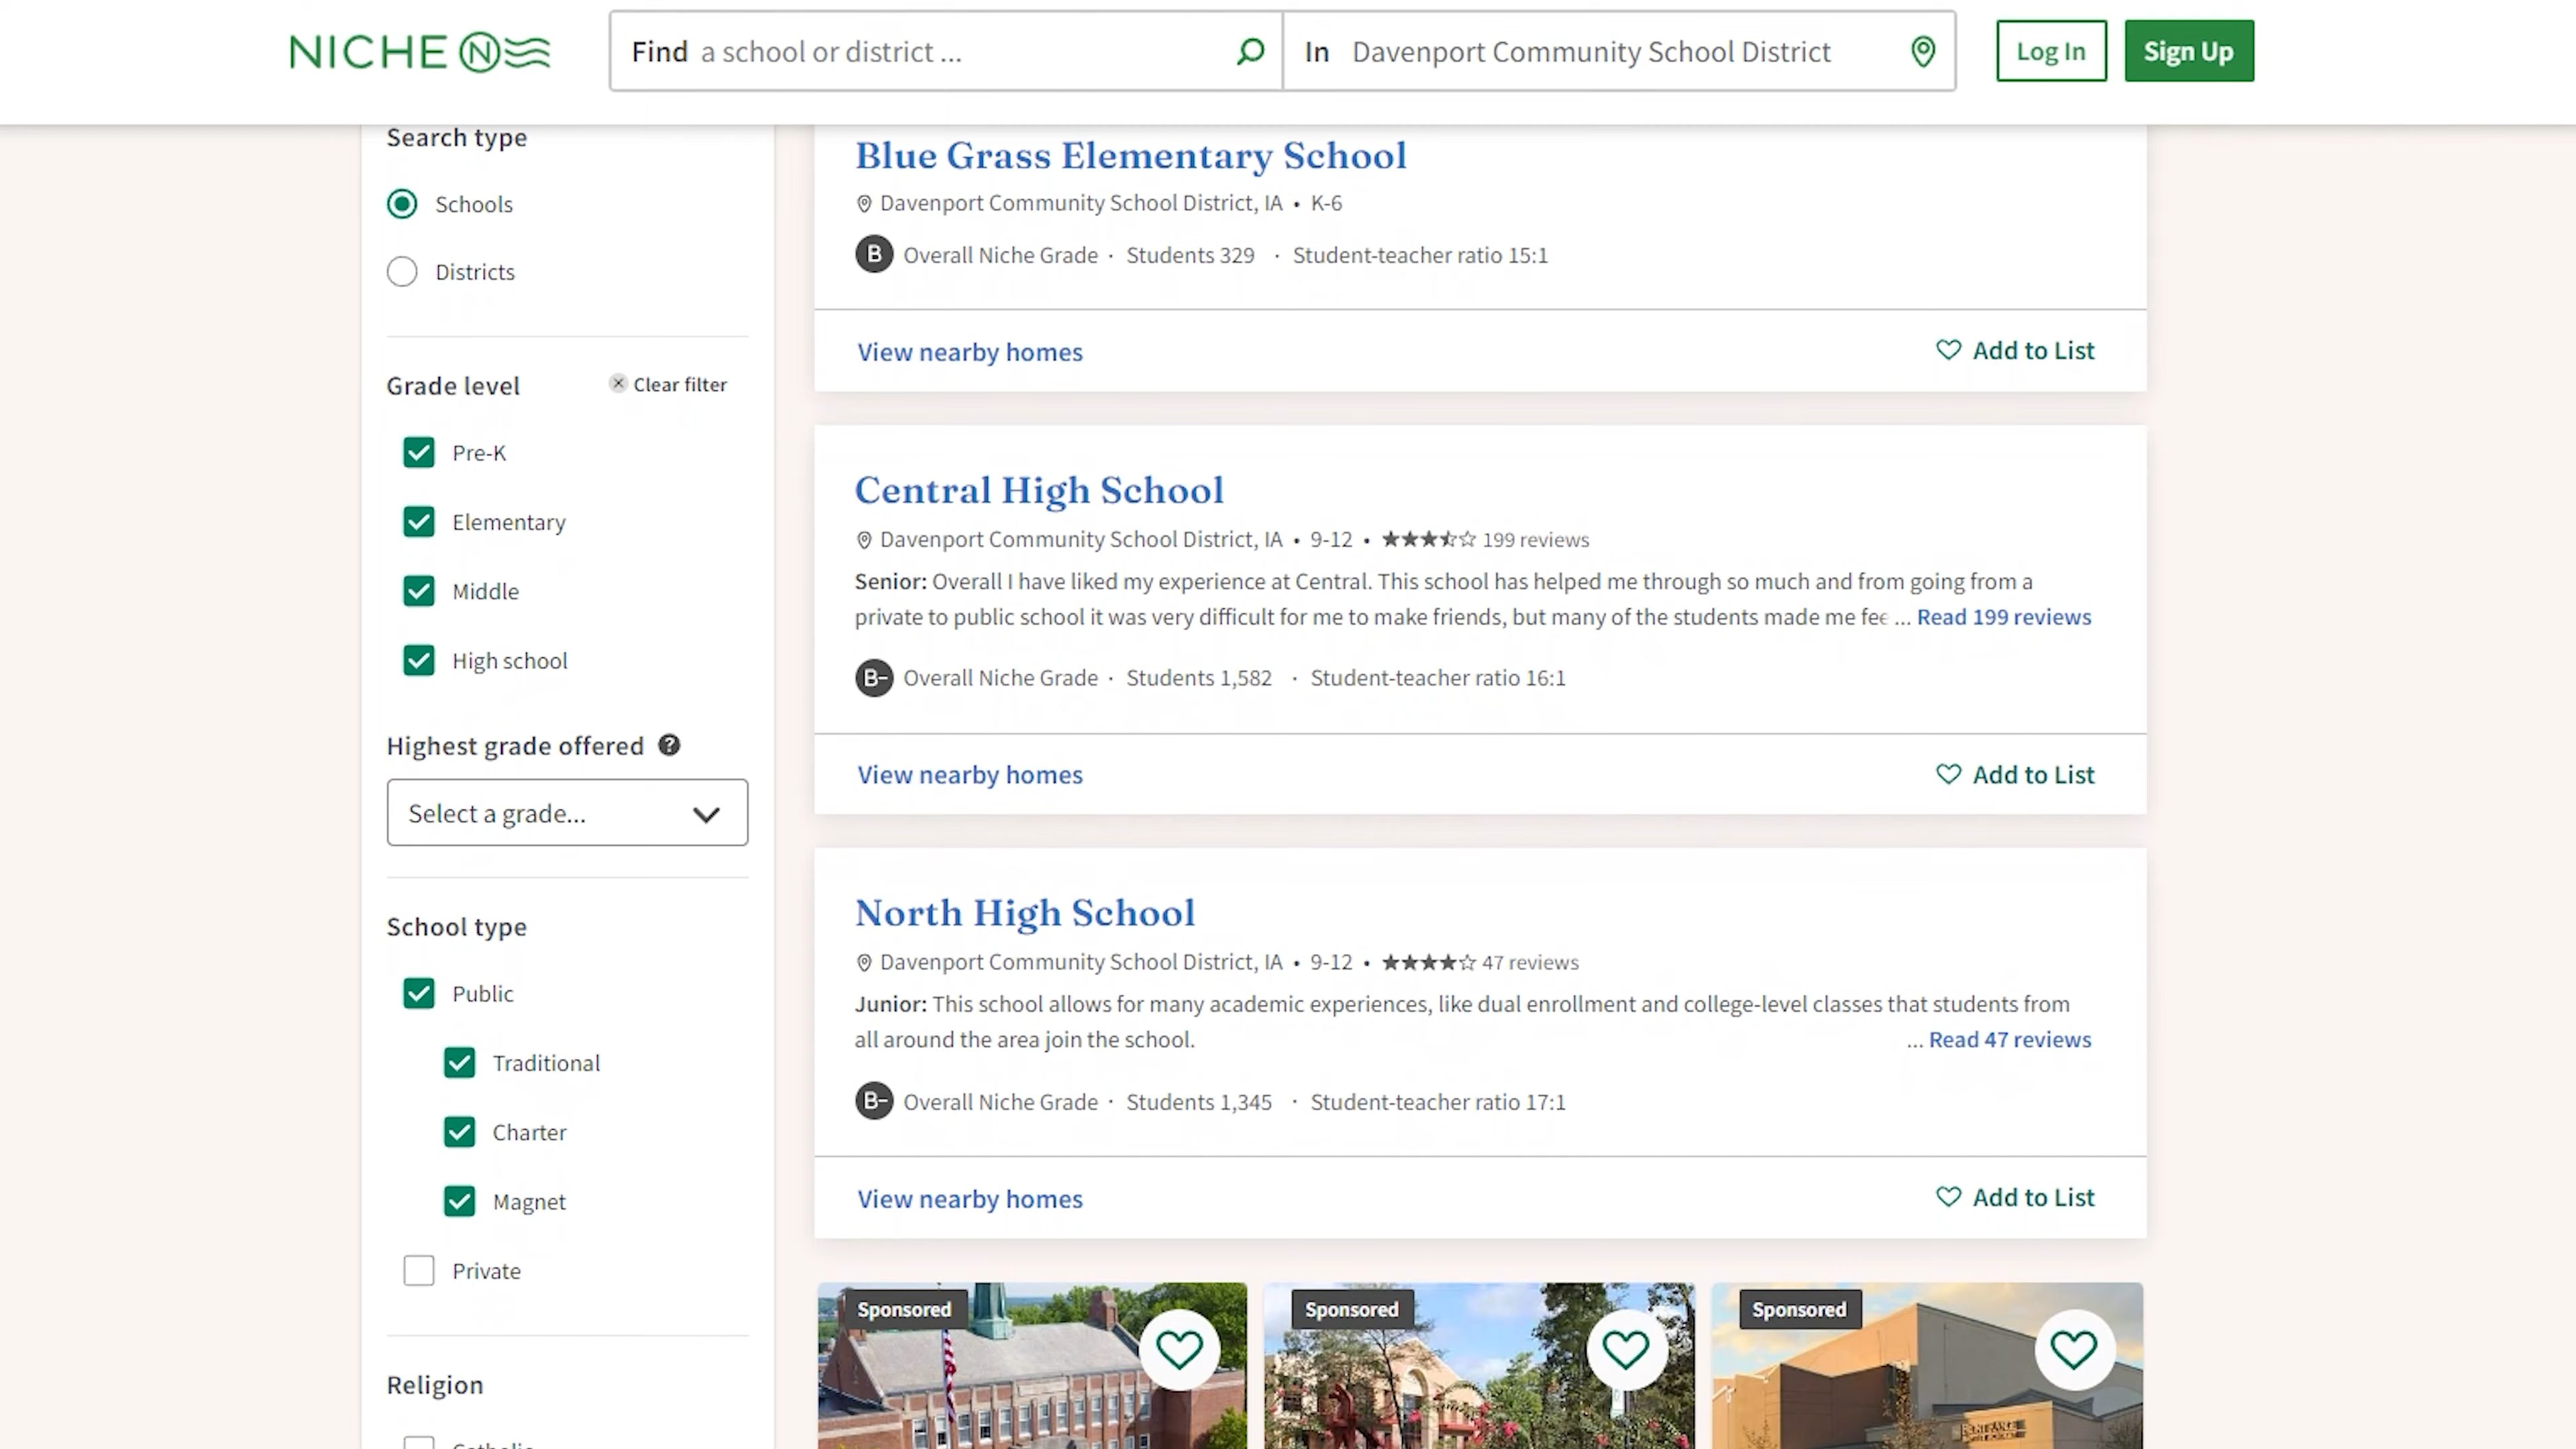 NICHE N
Find a school or district ...
In Davenport Community School District
Log In
Sign Up
Search type
Schools
Districts
Grade level
Clear filter
Pre-K
Elementary
Middle
High school
Highest grade offered ?
Select a grade...
School type
Public
Traditional
Charter
Magnet
Private
Religion
Blue Grass Elementary School
Davenport Community School District, IA • K-6
B Overall Niche Grade · Students 329 · Student-teacher ratio 15:1
View nearby homes
Add to List
Central High School
Davenport Community School District, IA • 9-12 • 199 reviews
Senior: Overall I have liked my experience at Central. This school has helped me through so much and from going from a
private to public school it was very difficult for me to make friends, but many of the students made me fee ... Read 199 reviews
B- Overall Niche Grade · Students 1,582 · Student-teacher ratio 16:1
View nearby homes
Add to List
North High School
Davenport Community School District, IA • 9-12 • 47 reviews
Junior: This school allows for many academic experiences, like dual enrollment and college-level classes that students from
all around the area join the school. ... Read 47 reviews
B- Overall Niche Grade · Students 1,345 · Student-teacher ratio 17:1
View nearby homes
Add to List
Sponsored
Sponsored
Sponsored